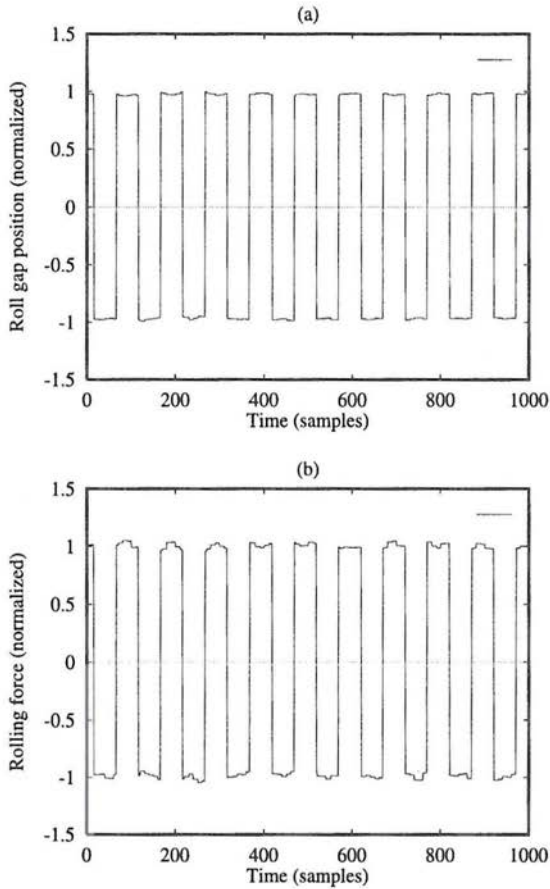 (a)
1.5
1
0.5
0
-0.5
-1
-1.5
Roll gap position (normalized)
0 200 400 600 800 1000
Time (samples)
(b)
1.5
1
0.5
0
-0.5
-1
-1.5
Rolling force (normalized)
0 200 400 600 800 1000
Time (samples)